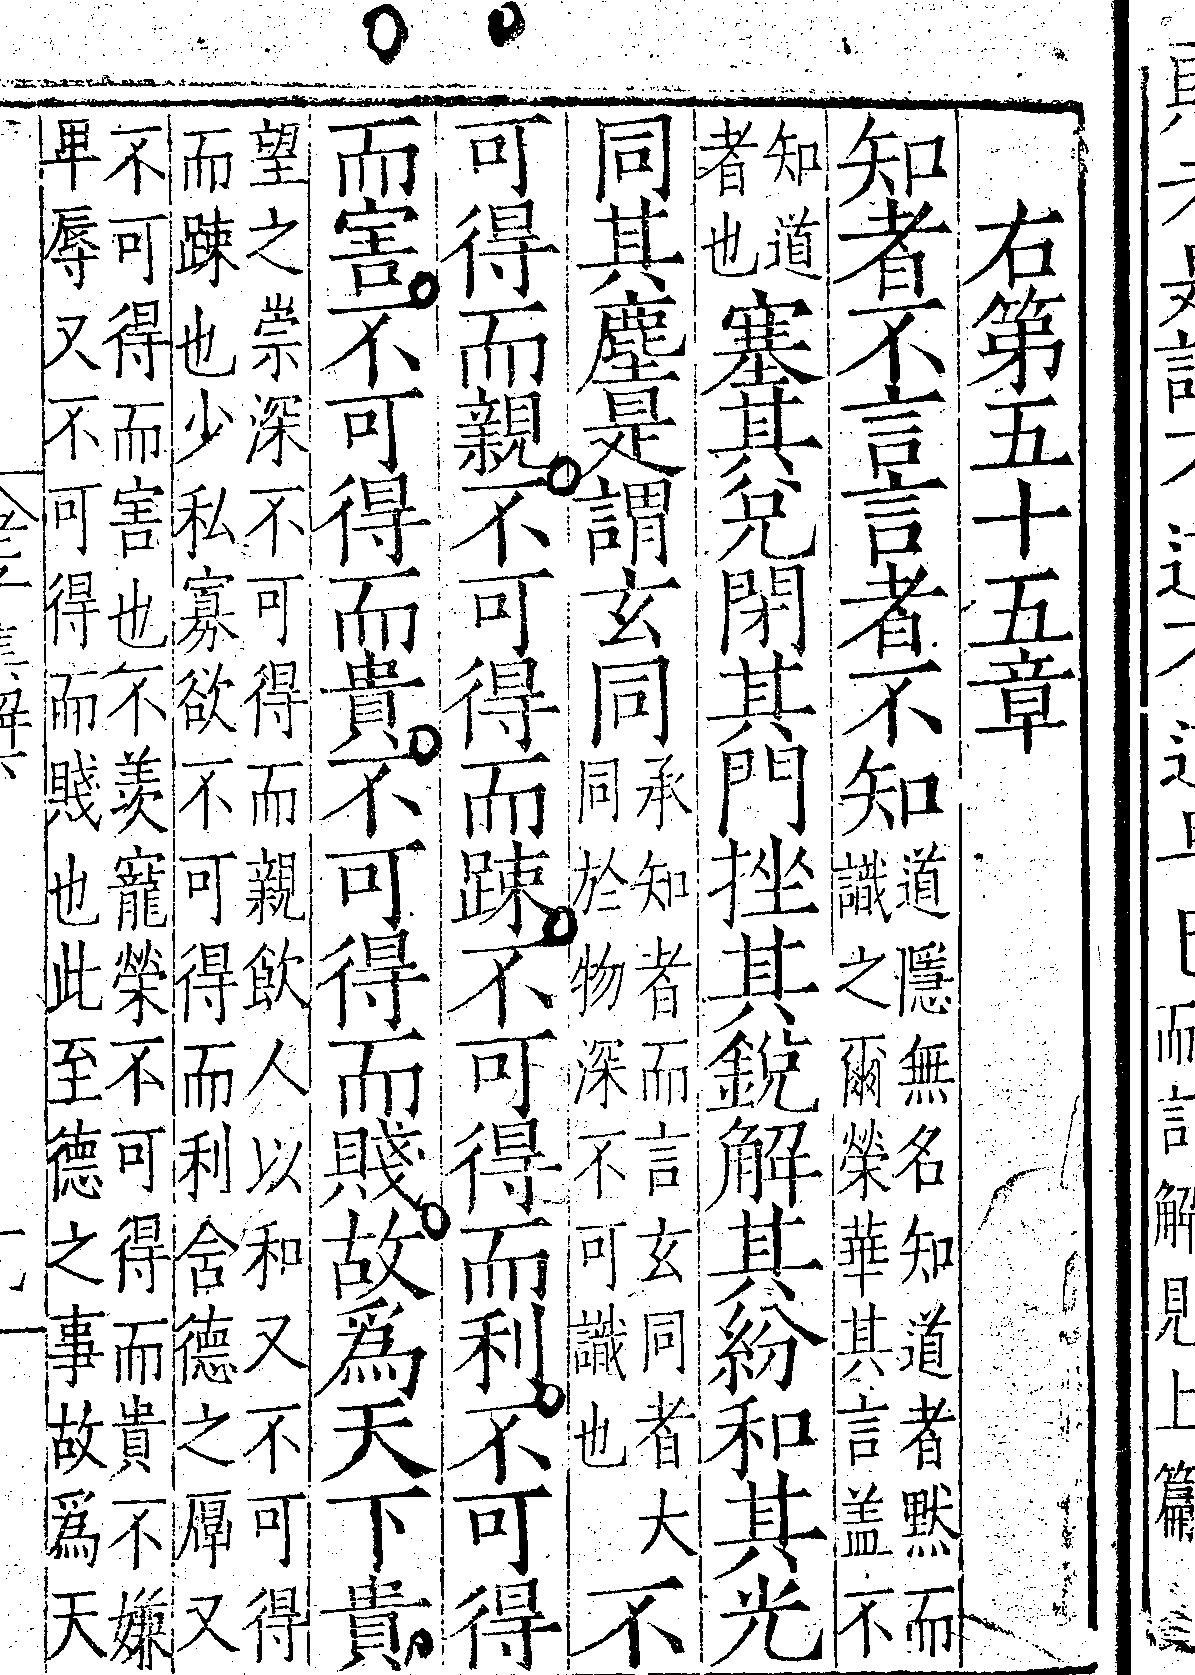 解見上篇
右第五十五章
知者不言言者不知
道隱無名知道者黙而
識之爾榮華其言盖不
知道
者也
塞其兊閉其門挫其銳解其紛和其光
同其塵是謂玄同
承知者而言玄同者大
同於物深不可識也
不
可得而親不可得而踈不可得而利不可得
而害不可得而貴不可得而賤故爲天下貴
望之崇深不可得而親飲人以和又不可得
而踈也少私寡欲不可得而利舍德之厚又
不可得而害也不羨寵榮不可得而貴不嫌
卑辱又不可得而賤也此至德之事故爲天